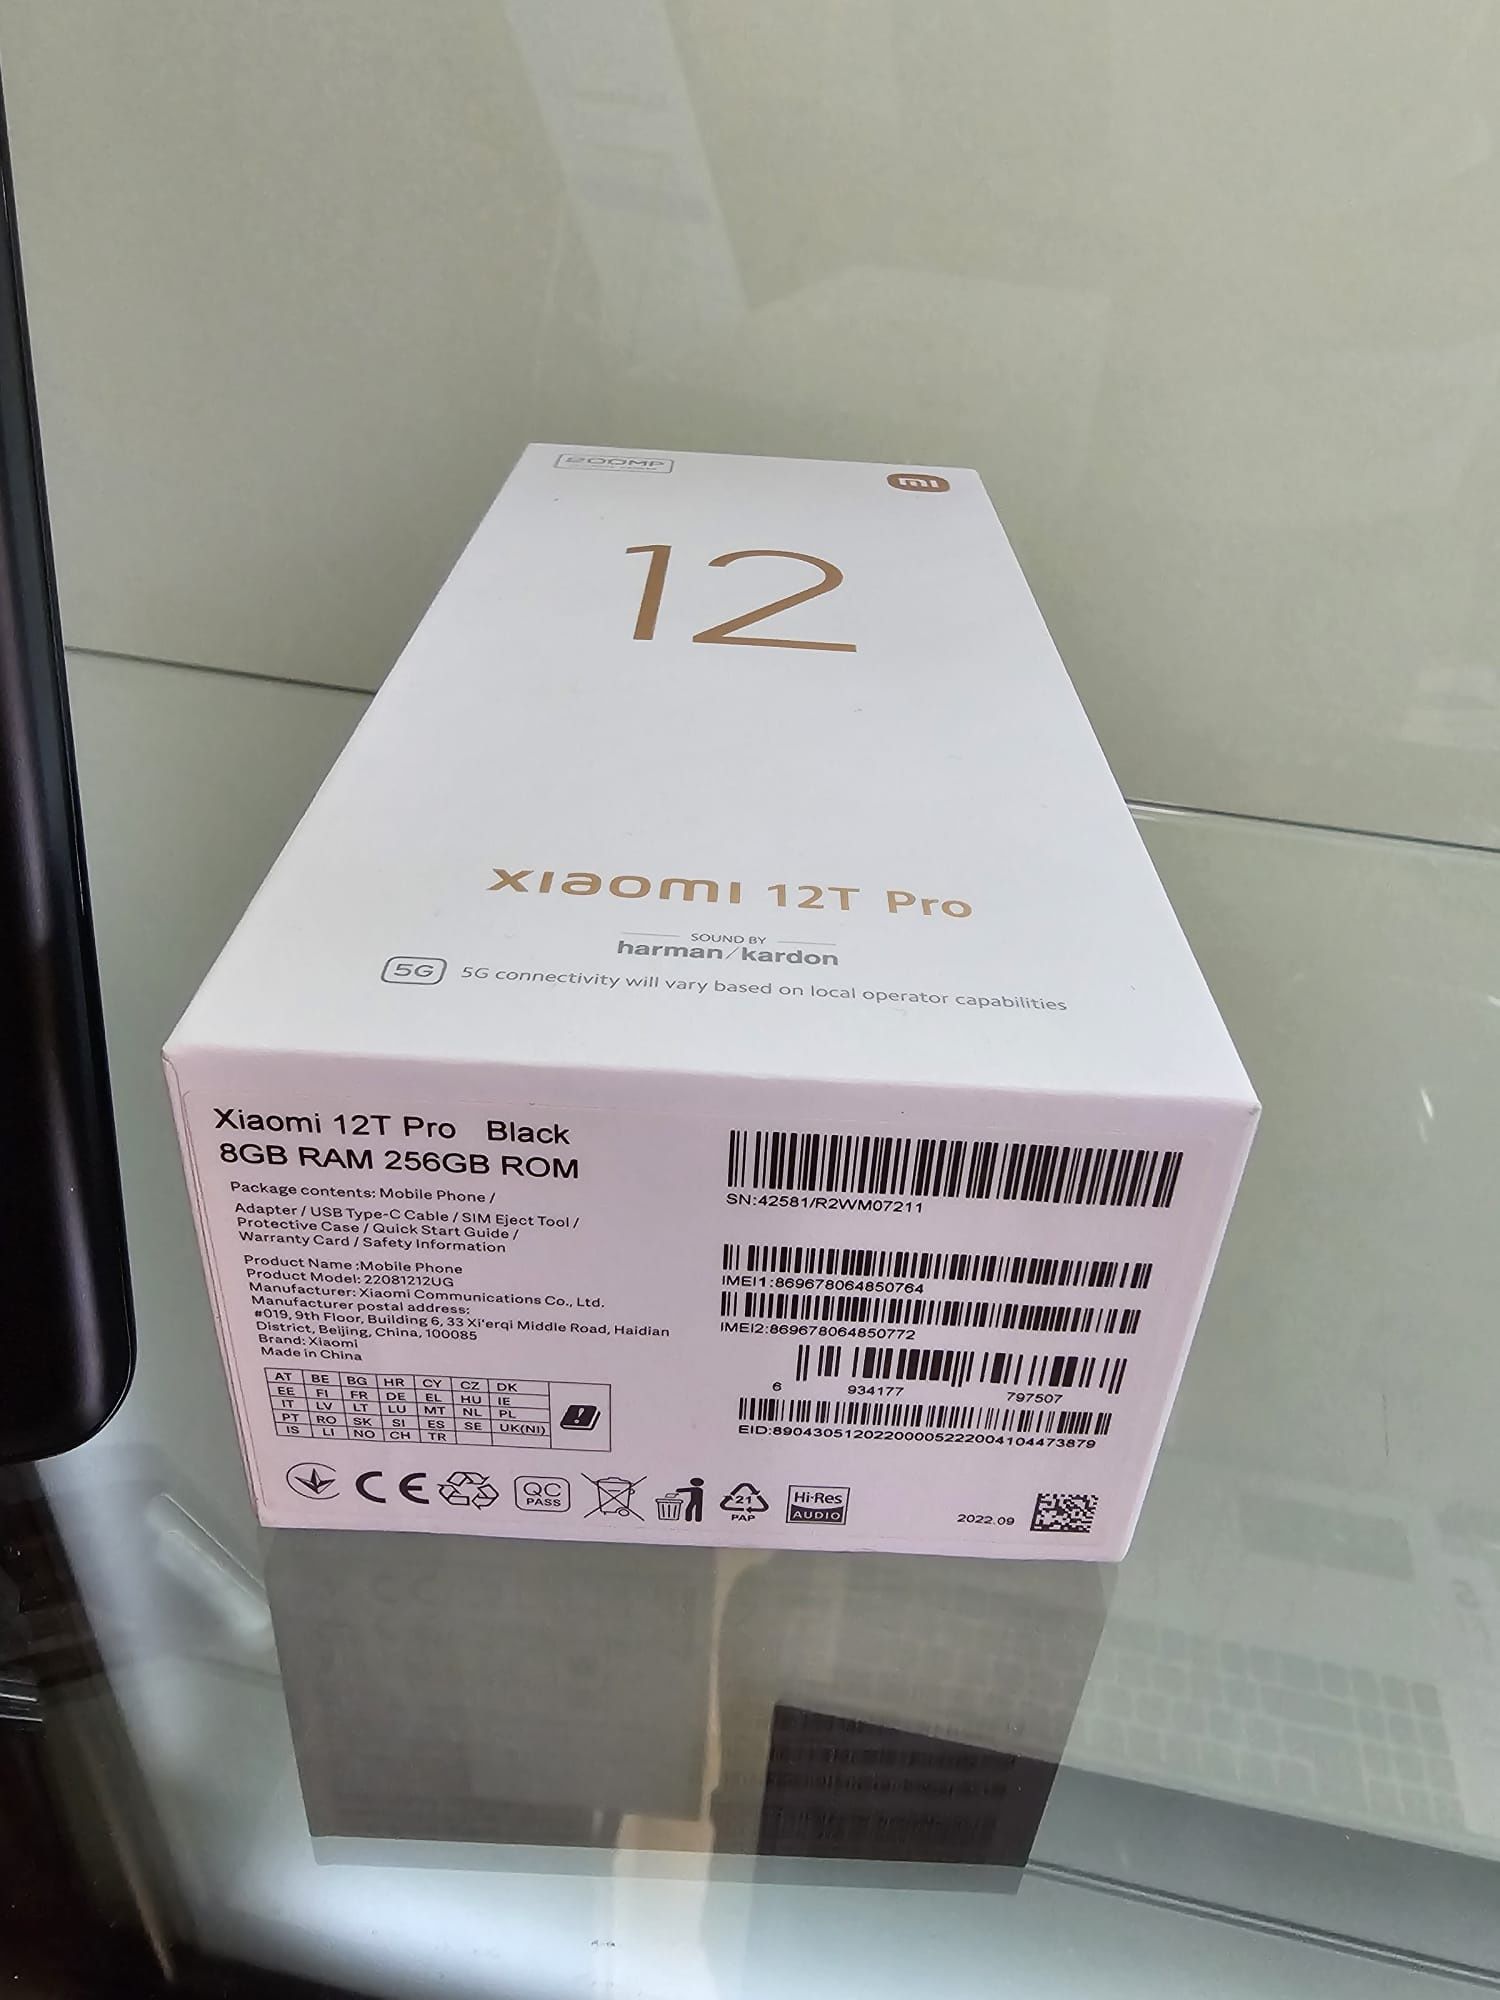 200MP
mi
12
xiaomi 12T Pro
SOUND BY
harman/kardon
5G 5G connectivity will vary based on local operator capabilities
Xiaomi 12T Pro Black
8GB RAM 256GB ROM
Package contents: Mobile Phone /
Adapter / USB Type-C Cable / SIM Eject Tool /
Protective Case / Quick Start Guide /
Warranty Card / Safety Information
Product Name :Mobile Phone
Product Model: 22081212UG
Manufacturer: Xiaomi Communications Co., Ltd.
Manufacturer postal address:
#019, 9th Floor, Building 6, 33 Xi'erqi Middle Road, Haidian
District, Beijing, China, 100085
Brand: Xiaomi
Made in China
AT BE BG HR CY CZ DK
EE FI FR DE EL HU IE
IT LV LT LU MT NL PL
PT RO SK SI ES SE UK(NI)
IS LI NO CH TR
SN:42581/R2WM07211
IMEI1:869678064850764
IMEI2:869678064850772
6 934177 797507
EID:89043051202200005222004104473879
CE
QC
PASS
21
PAP
Hi-Res
AUDIO
2022.09